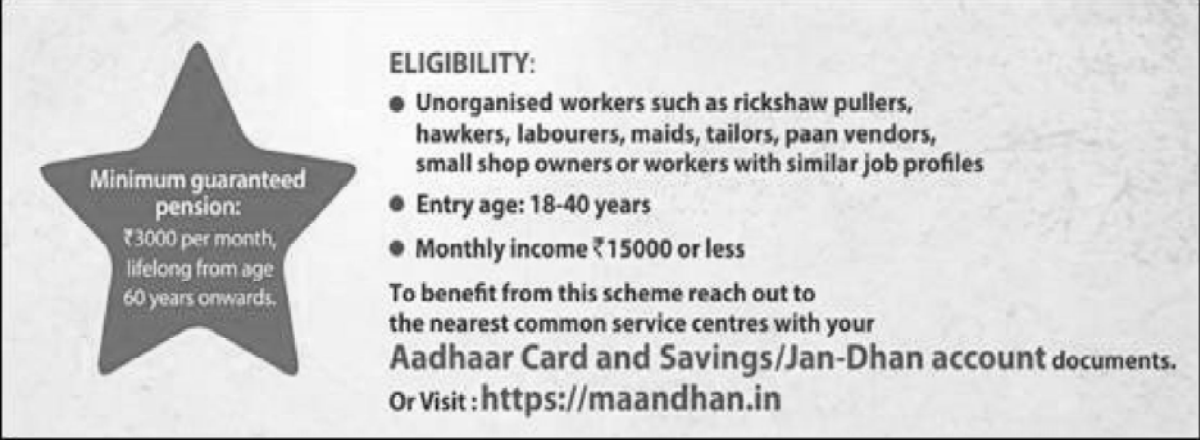 Minimum guaranteed
pension:
₹3000 per month,
lifelong from age
60 years onwards.
ELIGIBILITY:
● Unorganised workers such as rickshaw pullers,
hawkers, labourers, maids, tailors, paan vendors,
small shop owners or workers with similar job profiles
● Entry age: 18-40 years
● Monthly income ₹15000 or less
To benefit from this scheme reach out to
the nearest common service centres with your
Aadhaar Card and Savings/Jan-Dhan account documents.
Or Visit : https://maandhan.in